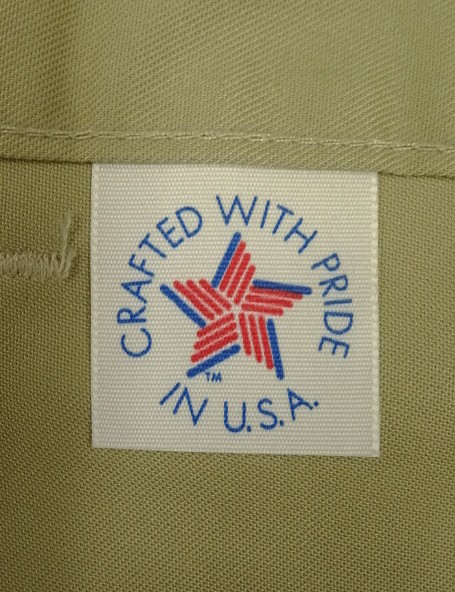 CRAFTED WITH PRIDE
TM
IN U.S.A.